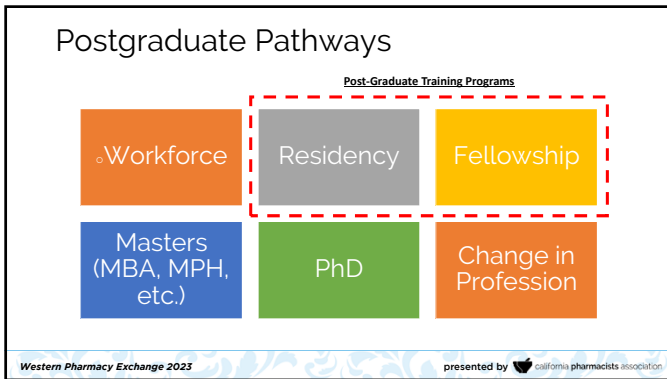 Postgraduate Pathways
Post-Graduate Training Programs
○Workforce
Residency
Fellowship
Masters
(MBA, MPH,
etc.)
PhD
Change in
Profession
Western Pharmacy Exchange 2023
presented by california pharmacists association